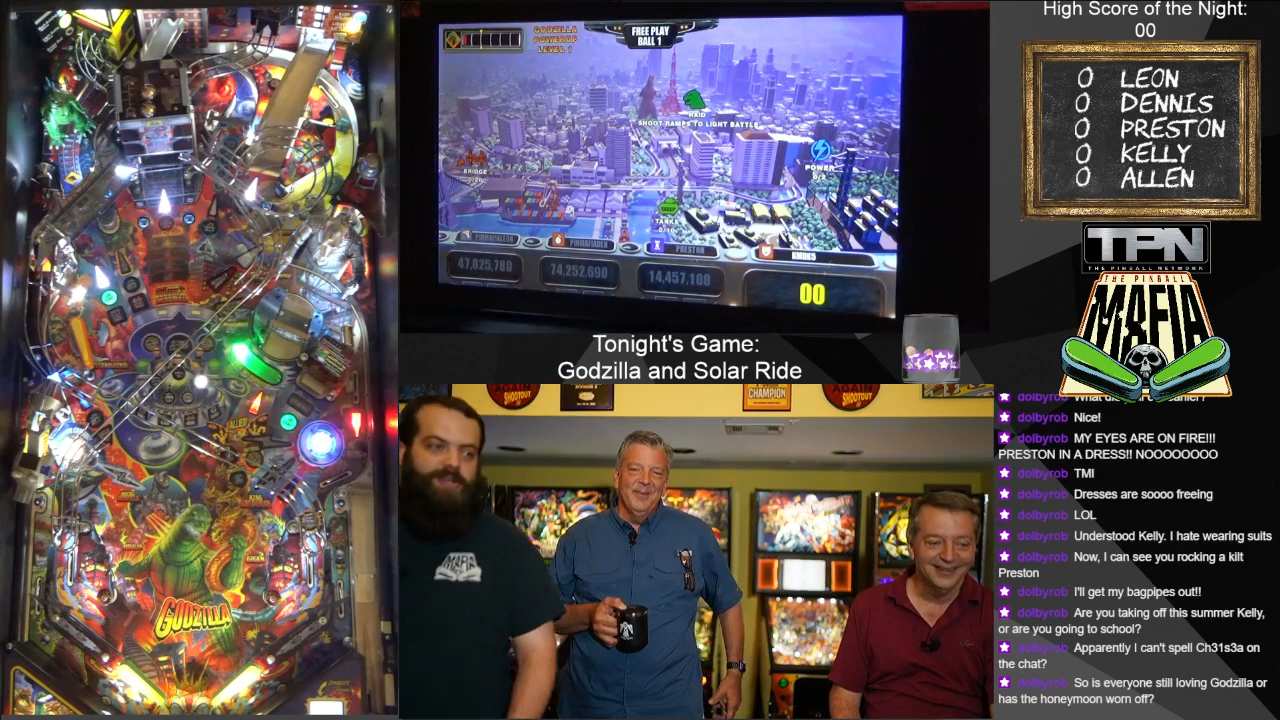 GODZILLA
GODZILLA
POWERUP
LEVEL 1
FREE PLAY
BALL 1
RAID
SHOOT RAMPS TO LIGHT BATTLE
BRIDGE
POWER
TANKS
PRESTON
KMDK5
47,825,780
74,252,690
14,457,100
00
Tonight's Game:
Godzilla and Solar Ride
AGAIN
SHOOTOUT
CHAMPION
AGAIN
SHOOTOUT
MAFIA
High Score of the Night:
00
0 LEON
0 DENNIS
0 PRESTON
0 KELLY
0 ALLEN
TPN
THE PINBALL NETWORK
THE PINBALL
MAFIA
dolbyrob Nice!
dolbyrob MY EYES ARE ON FIRE!!!
PRESTON IN A DRESS!! NOOOOOOOO
dolbyrob TMI
dolbyrob Dresses are soooo freeing
dolbyrob LOL
dolbyrob Understood Kelly. I hate wearing suits
dolbyrob Now, I can see you rocking a kilt
Preston
dolbyrob I'll get my bagpipes out!!
dolbyrob Are you taking off this summer Kelly,
or are you going to school?
dolbyrob Apparently I can't spell Ch31s3a on
the chat?
dolbyrob So is everyone still loving Godzilla or
has the honeymoon worn off?